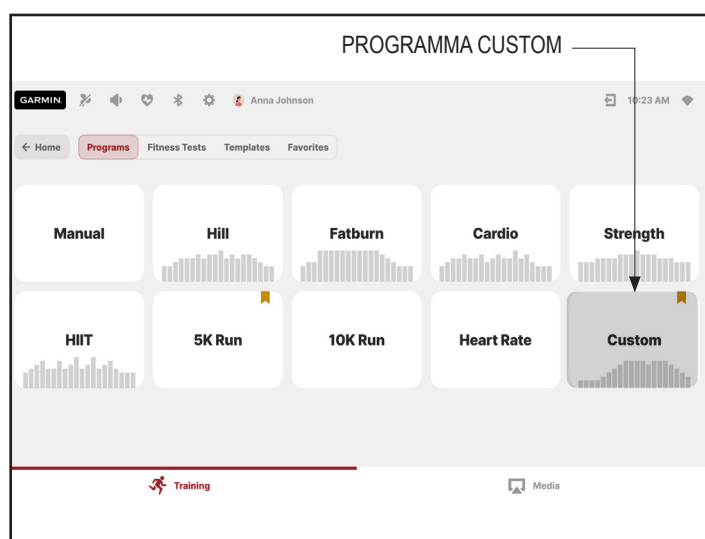 PROGRAMMA CUSTOM
GARMIN. Anna Johnson 10:23 AM
← Home Programs Fitness Tests Templates Favorites
Manual Hill Fatburn Cardio Strength
HIIT 5K Run 10K Run Heart Rate Custom
Training Media